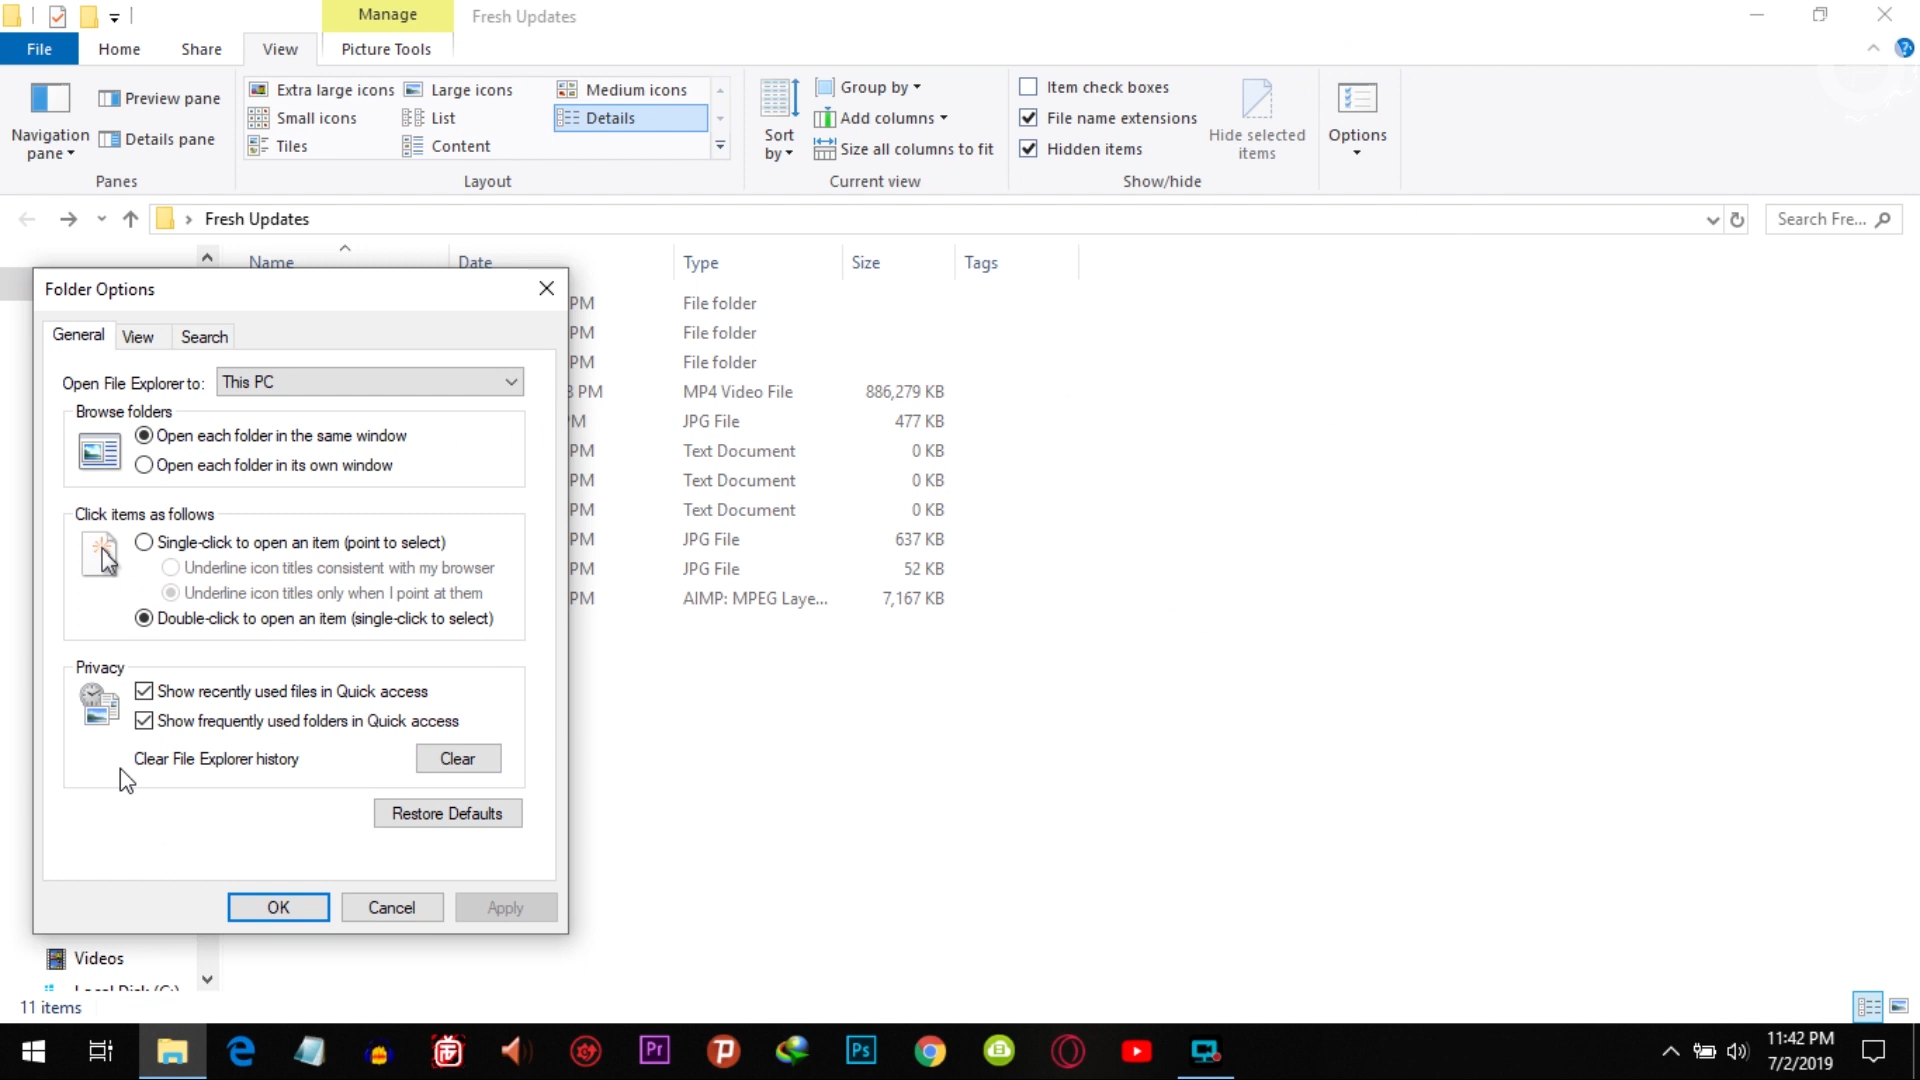 Manage
Fresh Updates
File
Home
Share
View
Picture Tools
Navigation
pane
Preview pane
Details pane
Panes
Extra large icons
Large icons
Medium icons
Small icons
List
Details
Tiles
Content
Layout
Sort
by
Group by
Add columns
Size all columns to fit
Current view
Item check boxes
File name extensions
Hidden items
Hide selected
items
Show/hide
Options
Fresh Updates
Search Fre...
Name
Date
Type
Size
Tags
PM File folder
PM File folder
PM File folder
PM MP4 Video File 886,279 KB
PM JPG File 477 KB
PM Text Document 0 KB
PM Text Document 0 KB
PM Text Document 0 KB
PM JPG File 637 KB
PM JPG File 52 KB
PM AIMP: MPEG Laye... 7,167 KB
Folder Options
General
View
Search
Open File Explorer to:
This PC
Browse folders
Open each folder in the same window
Open each folder in its own window
Click items as follows
Single-click to open an item (point to select)
Underline icon titles consistent with my browser
Underline icon titles only when I point at them
Double-click to open an item (single-click to select)
Privacy
Show recently used files in Quick access
Show frequently used folders in Quick access
Clear File Explorer history
Clear
Restore Defaults
OK
Cancel
Apply
Videos
Local Disk (C:)
11 items
Pr
Ps
11:42 PM
7/2/2019